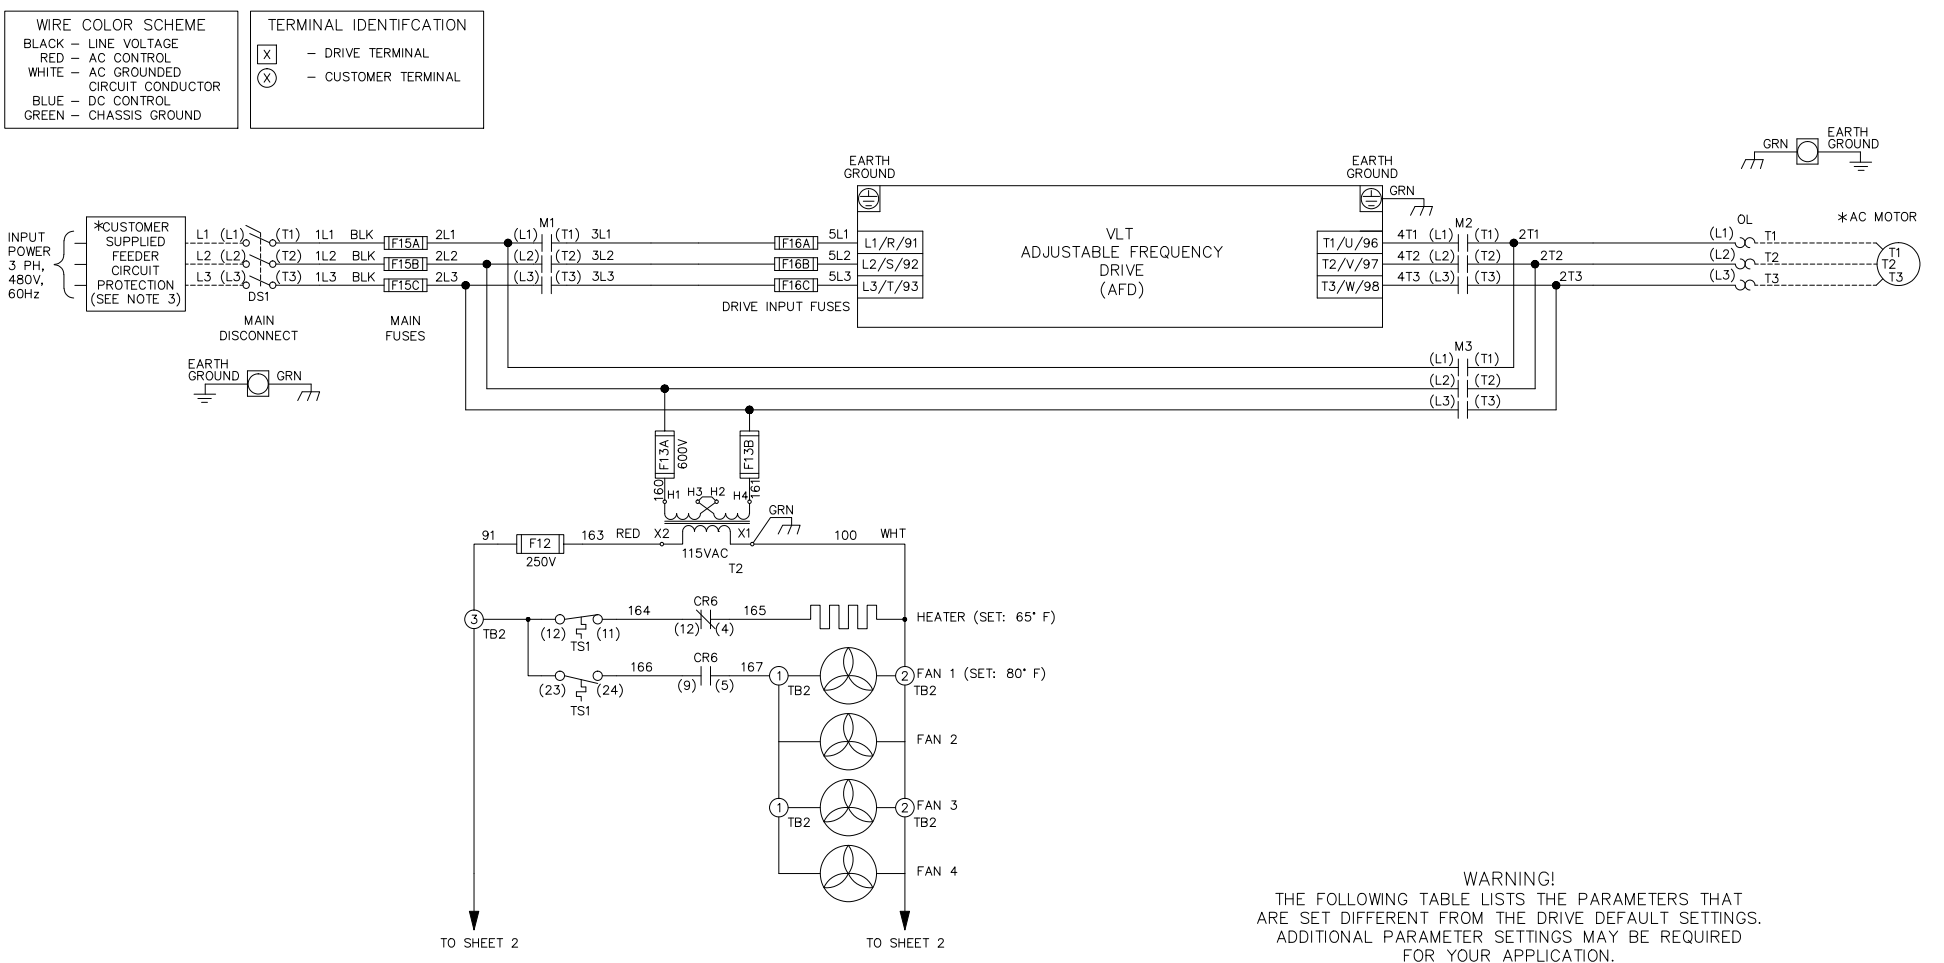 WIRE COLOR SCHEME
BLACK – LINE VOLTAGE
RED – AC CONTROL
WHITE – AC GROUNDED
CIRCUIT CONDUCTOR
BLUE – DC CONTROL
GREEN – CHASSIS GROUND
TERMINAL IDENTIFCATION
X – DRIVE TERMINAL
X – CUSTOMER TERMINAL
INPUT
POWER
3 PH,
480V,
60Hz
*CUSTOMER
SUPPLIED
FEEDER
CIRCUIT
PROTECTION
(SEE NOTE 3)
L1 (L1) (T1) 1L1 BLK F15A 2L1 (L1) M1 (T1) 3L1 F16A 5L1 L1/R/91
L2 (L2) (T2) 1L2 BLK F15B 2L2 (L2) (T2) 3L2 F16B 5L2 L2/S/92
L3 (L3) (T3) 1L3 BLK F15C 2L3 (L3) (T3) 3L3 F16C 5L3 L3/T/93
DS1
MAIN
DISCONNECT
MAIN
FUSES
DRIVE INPUT FUSES
EARTH
GROUND
GRN
EARTH
GROUND
VLT
ADJUSTABLE FREQUENCY
DRIVE
(AFD)
EARTH
GROUND
GRN
T1/U/96 4T1 (L1) M2 (T1) 2T1
T2/V/97 4T2 (L2) (T2) 2T2
T3/W/98 4T3 (L3) (T3) 2T3
GRN
EARTH
GROUND
OL
*AC MOTOR
(L1) T1
(L2) T2
(L3) T3
T1
T2
T3
M3
(L1) (T1)
(L2) (T2)
(L3) (T3)
F13A
600V
F13B
160
161
H1 H3 H2 H4
GRN
91 F12 163 RED X2 X1 100 WHT
250V
115VAC
T2
3
TB2
(12) (11)
TS1
164
CR6
(12) (4)
165
HEATER (SET: 65° F)
(23) (24)
TS1
166
CR6
(9) (5)
167
1
TB2
2
TB2
FAN 1 (SET: 80° F)
FAN 2
1
TB2
2
TB2
FAN 3
FAN 4
TO SHEET 2
TO SHEET 2
WARNING!
THE FOLLOWING TABLE LISTS THE PARAMETERS THAT
ARE SET DIFFERENT FROM THE DRIVE DEFAULT SETTINGS.
ADDITIONAL PARAMETER SETTINGS MAY BE REQUIRED
FOR YOUR APPLICATION.